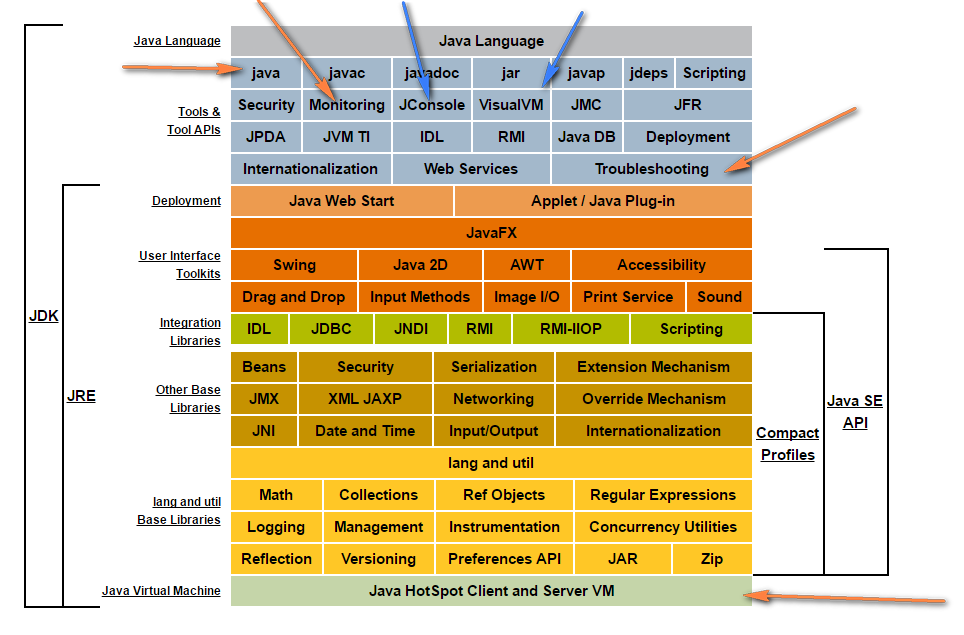 Java Language
Java Language
java javac javadoc jar javap jdeps Scripting
Tools &
Tool APIs
Security Monitoring JConsole VisualVM JMC JFR
JPDA JVM TI IDL RMI Java DB Deployment
Internationalization Web Services Troubleshooting
Deployment
Java Web Start Applet / Java Plug-in
JavaFX
User Interface
Toolkits
Swing Java 2D AWT Accessibility
Drag and Drop Input Methods Image I/O Print Service Sound
JDK
Integration
Libraries
IDL JDBC JNDI RMI RMI-IIOP Scripting
JRE
Other Base
Libraries
Beans Security Serialization Extension Mechanism
JMX XML JAXP Networking Override Mechanism
JNI Date and Time Input/Output Internationalization
Java SE
API
Compact
Profiles
lang and util
lang and util
Base Libraries
Math Collections Ref Objects Regular Expressions
Logging Management Instrumentation Concurrency Utilities
Reflection Versioning Preferences API JAR Zip
Java Virtual Machine
Java HotSpot Client and Server VM